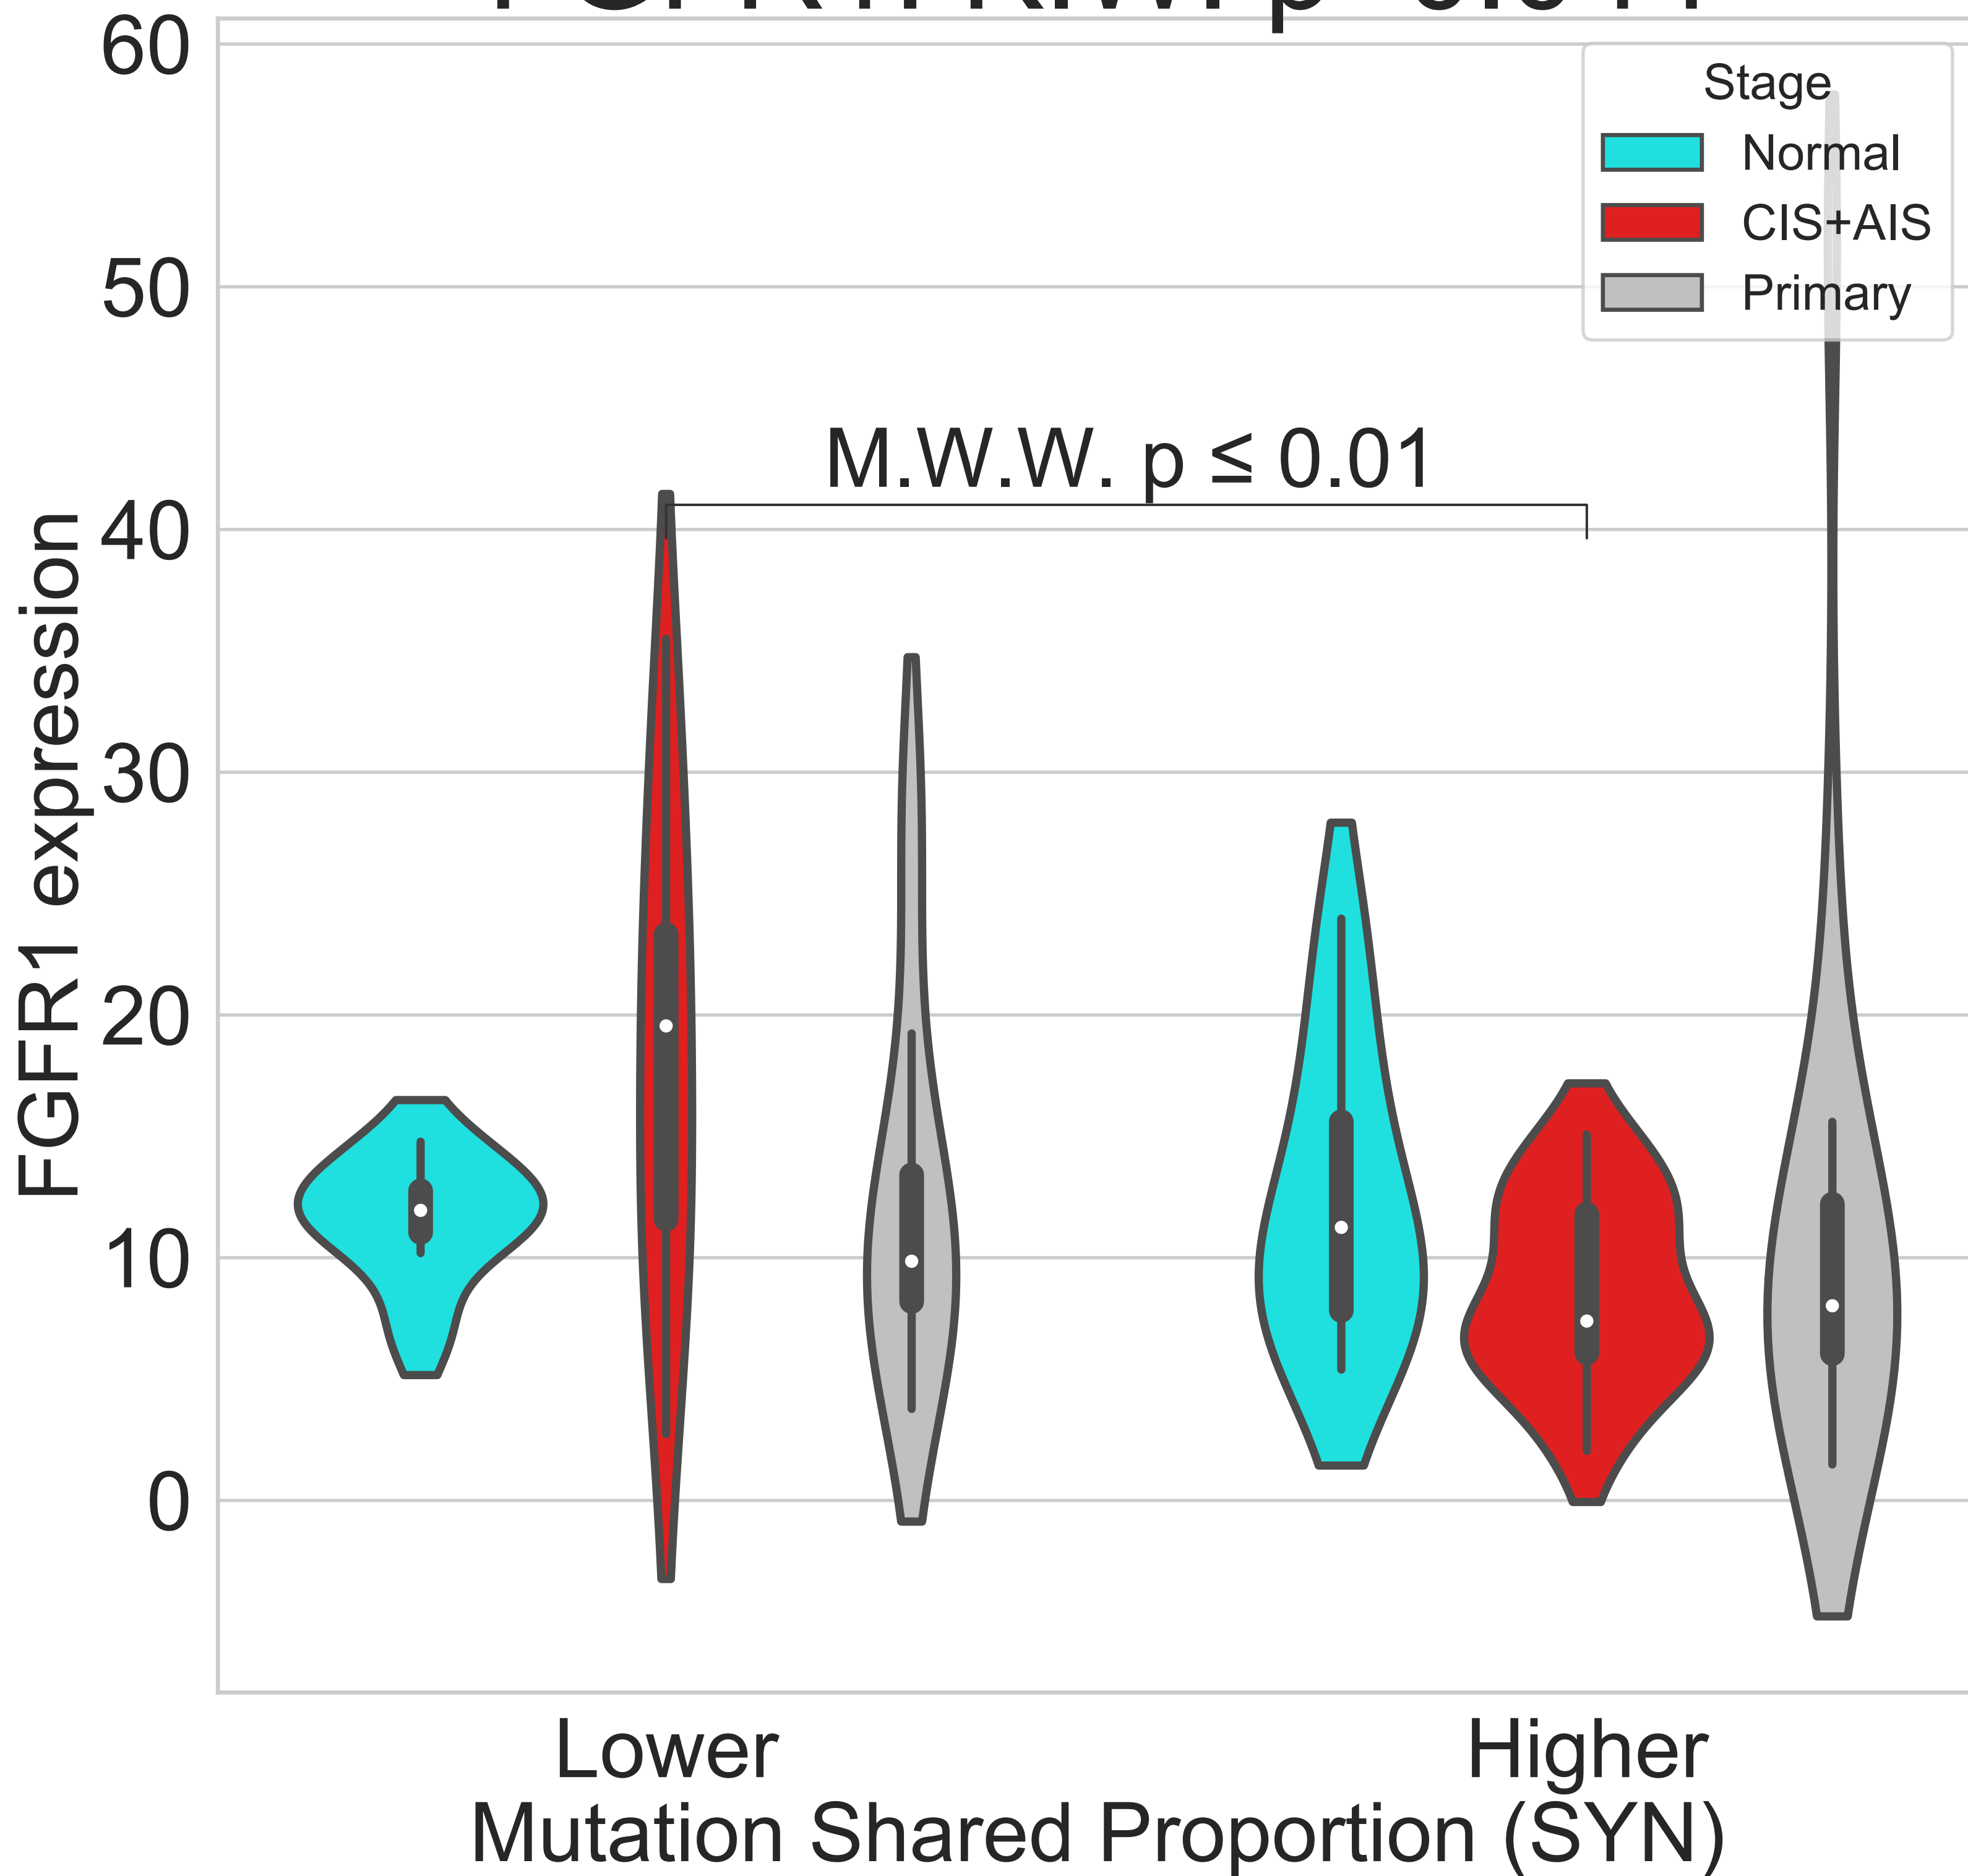 60
50
40
30
20
10
0
FGFR1 expression
Stage
Normal
CIS+AIS
Primary
M.W.W. p ≤ 0.01
Lower
Higher
Mutation Shared Proportion (SYN)